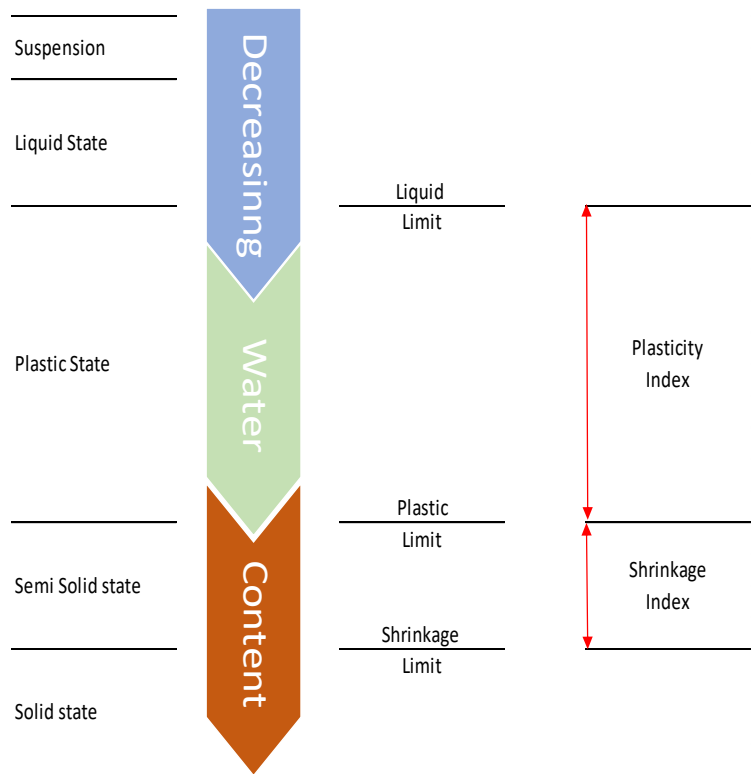 Suspension
Liquid State
Plastic State
Semi Solid state
Solid state
Decreasinng
Water
Content
Liquid
Limit
Plastic
Limit
Shrinkage
Limit
Plasticity
Index
Shrinkage
Index